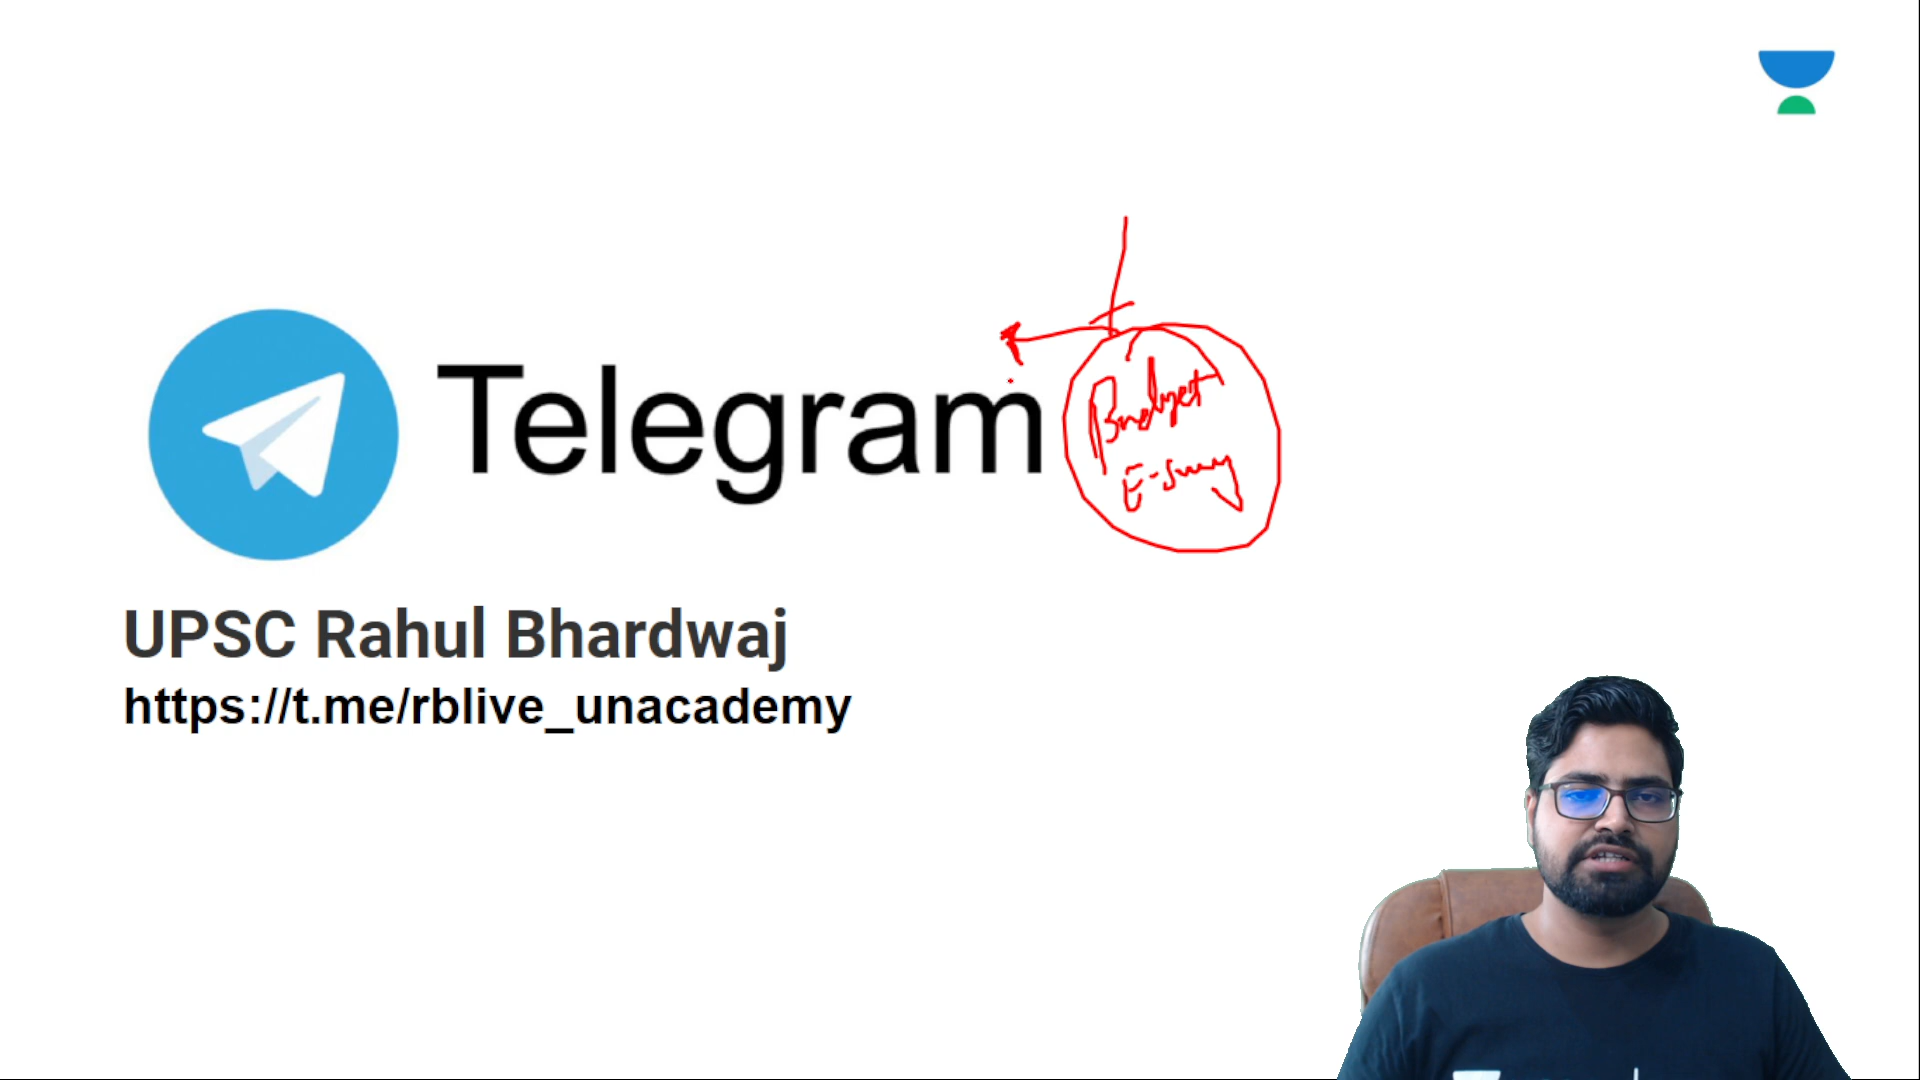 Telegram
Budget
E-Survey
UPSC Rahul Bhardwaj
https://t.me/rblive_unacademy